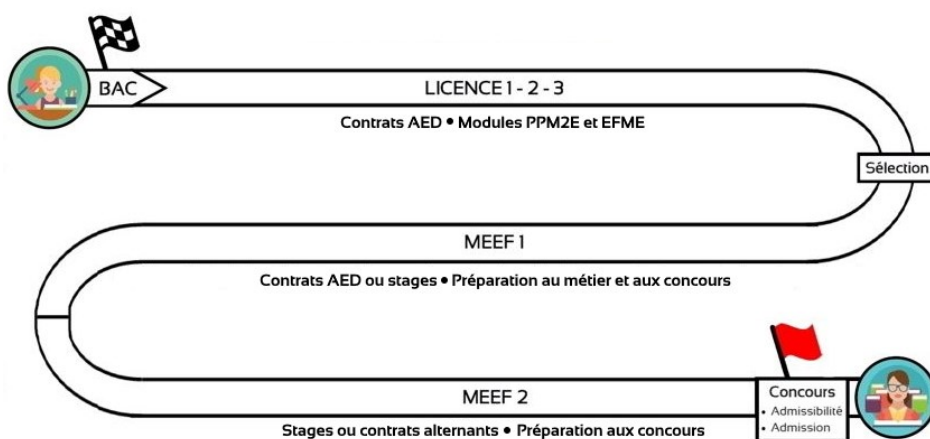 BAC
LICENCE 1 - 2 - 3
Contrats AED • Modules PPM2E et EFME
Sélection
MEEF 1
Contrats AED ou stages • Préparation au métier et aux concours
MEEF 2
Concours
• Admissibilité
• Admission
Stages ou contrats alternants • Préparation aux concours